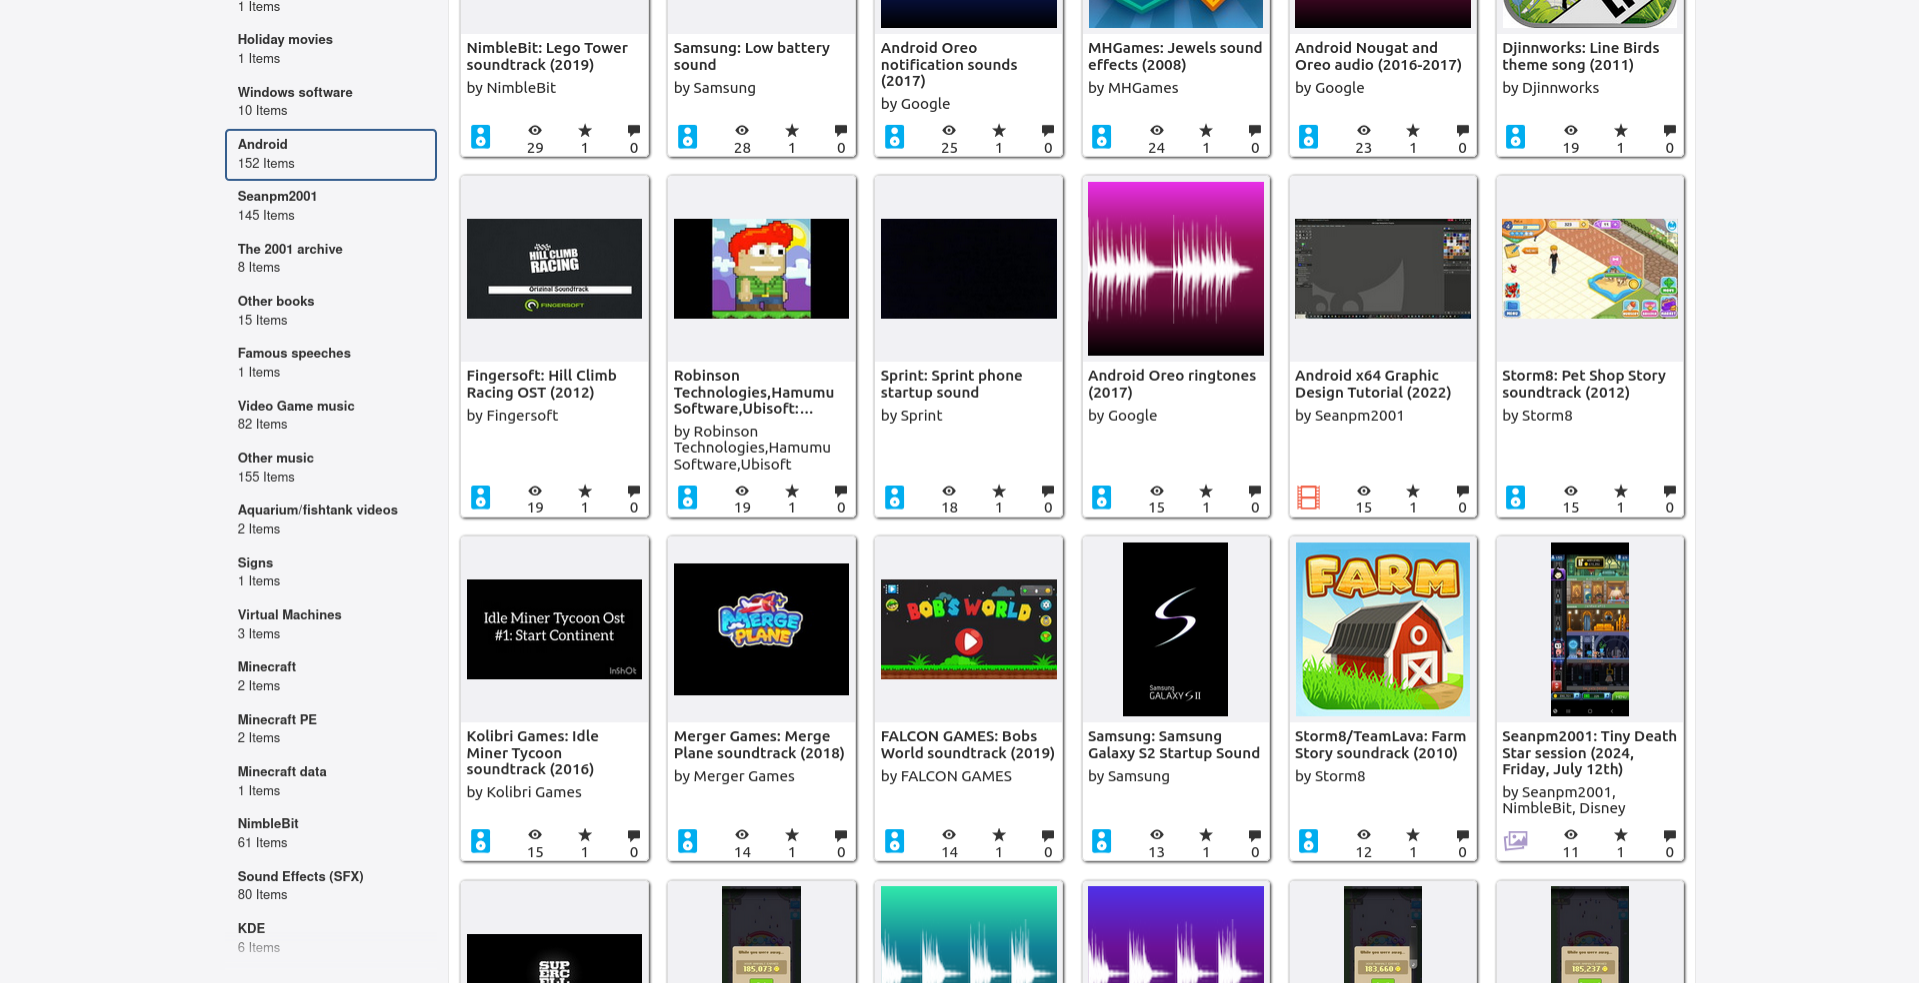 1 Items
Holiday movies
1 Items
Windows software
10 Items
Android
152 Items
Seanpm2001
145 Items
The 2001 archive
8 Items
Other books
15 Items
Famous speeches
1 Items
Video Game music
82 Items
Other music
155 Items
Aquarium/fishtank videos
2 Items
Signs
1 Items
Virtual Machines
3 Items
Minecraft
2 Items
Minecraft PE
2 Items
Minecraft data
1 Items
NimbleBit
61 Items
Sound Effects (SFX)
80 Items
KDE
6 Items
NimbleBit: Lego Tower
soundtrack (2019)
by NimbleBit
29 1 0
Samsung: Low battery
sound
by Samsung
28 1 0
Android Oreo
notification sounds
(2017)
by Google
25 1 0
MHGames: Jewels sound
effects (2008)
by MHGames
24 1 0
Android Nougat and
Oreo audio (2016-2017)
by Google
23 1 0
Djinnworks: Line Birds
theme song (2011)
by Djinnworks
19 1 0
HILL CLIMB
RACING
Original Soundtrack
FINGERSOFT
Fingersoft: Hill Climb
Racing OST (2012)
by Fingersoft
19 1 0
Robinson
Technologies,Hamumu
Software,Ubisoft:...
by Robinson
Technologies,Hamumu
Software,Ubisoft
19 1 0
Sprint: Sprint phone
startup sound
by Sprint
18 1 0
Android Oreo ringtones
(2017)
by Google
15 1 0
Android x64 Graphic
Design Tutorial (2022)
by Seanpm2001
15 1 0
Storm8: Pet Shop Story
soundtrack (2012)
by Storm8
15 1 0
Idle Miner Tycoon Ost
#1: Start Continent
InShOt
Kolibri Games: Idle
Miner Tycoon
soundtrack (2016)
by Kolibri Games
15 1 0
MERGE
PLANE
Merger Games: Merge
Plane soundtrack (2018)
by Merger Games
14 1 0
BOB'S WORLD
FALCON GAMES: Bobs
World soundtrack (2019)
by FALCON GAMES
14 1 0
S
Samsung
GALAXY S II
Samsung: Samsung
Galaxy S2 Startup Sound
by Samsung
13 1 0
FARM
Storm8/TeamLava: Farm
Story soundrack (2010)
by Storm8
12 1 0
Seanpm2001: Tiny Death
Star session (2024,
Friday, July 12th)
by Seanpm2001,
NimbleBit, Disney
11 1 0
SUP
ERC
ELL
While you were away...
185,073
While you were away...
183,660
While you were away...
185,237